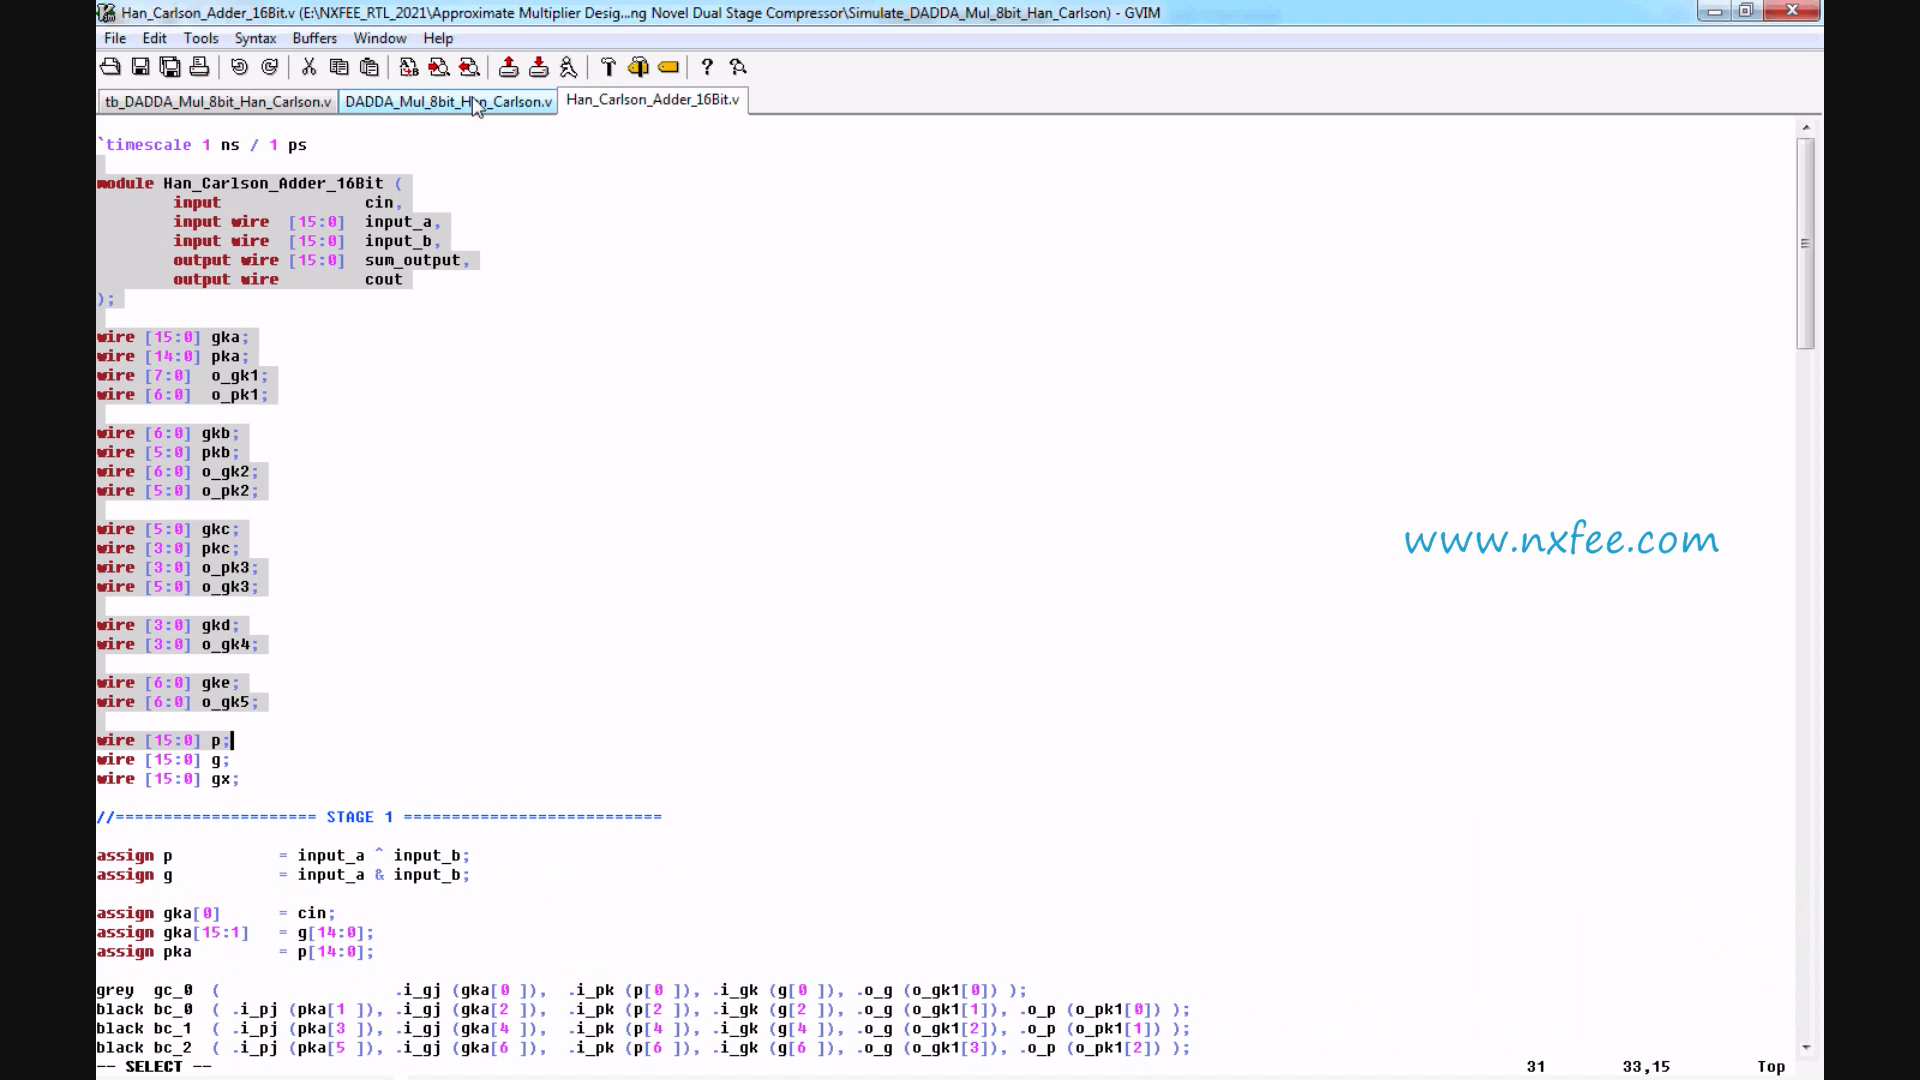 Han_Carlson_Adder_16Bit.v (E:\NXFEE_RTL_2021\Approximate Multiplier Desig...ng Novel Dual Stage Compressor\Simulate_DADDA_Mul_8bit_Han_Carlson) - GVIM
File Edit Tools Syntax Buffers Window Help
tb_DADDA_Mul_8bit_Han_Carlson.v DADDA_Mul_8bit_Han_Carlson.v Han_Carlson_Adder_16Bit.v
`timescale 1 ns / 1 ps
module Han_Carlson_Adder_16Bit (
input cin,
input wire [15:0] input_a,
input wire [15:0] input_b,
output wire [15:0] sum_output,
output wire cout
);
wire [15:0] gka;
wire [14:0] pka;
wire [7:0] o_gk1;
wire [6:0] o_pk1;
wire [6:0] gkb;
wire [5:0] pkb;
wire [6:0] o_gk2;
wire [5:0] o_pk2;
wire [5:0] gkc;
wire [3:0] pkc;
wire [3:0] o_pk3;
wire [5:0] o_gk3;
wire [3:0] gkd;
wire [3:0] o_gk4;
wire [6:0] gke;
wire [6:0] o_gk5;
wire [15:0] p;
wire [15:0] g;
wire [15:0] gx;
//===================== STAGE 1 ===========================
assign p = input_a ^ input_b;
assign g = input_a & input_b;
assign gka[0] = cin;
assign gka[15:1] = g[14:0];
assign pka = p[14:0];
grey gc_0 ( .i_gj (gka[0 ]), .i_pk (p[0 ]), .i_gk (g[0 ]), .o_g (o_gk1[0]) );
black bc_0 ( .i_pj (pka[1 ]), .i_gj (gka[2 ]), .i_pk (p[2 ]), .i_gk (g[2 ]), .o_g (o_gk1[1]), .o_p (o_pk1[0]) );
black bc_1 ( .i_pj (pka[3 ]), .i_gj (gka[4 ]), .i_pk (p[4 ]), .i_gk (g[4 ]), .o_g (o_gk1[2]), .o_p (o_pk1[1]) );
black bc_2 ( .i_pj (pka[5 ]), .i_gj (gka[6 ]), .i_pk (p[6 ]), .i_gk (g[6 ]), .o_g (o_gk1[3]), .o_p (o_pk1[2]) );
-- SELECT -- 31 33,15 Top
www.nxfee.com